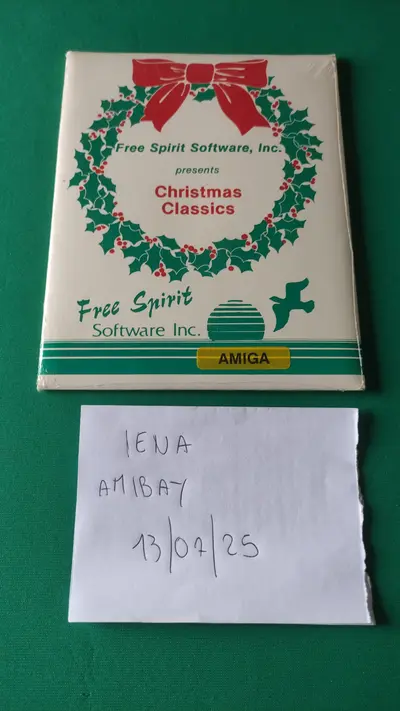 Free Spirit Software, Inc.
presents
Christmas
Classics
Free Spirit
Software Inc.
AMIGA
IENA
AMIBAY
13/07/25